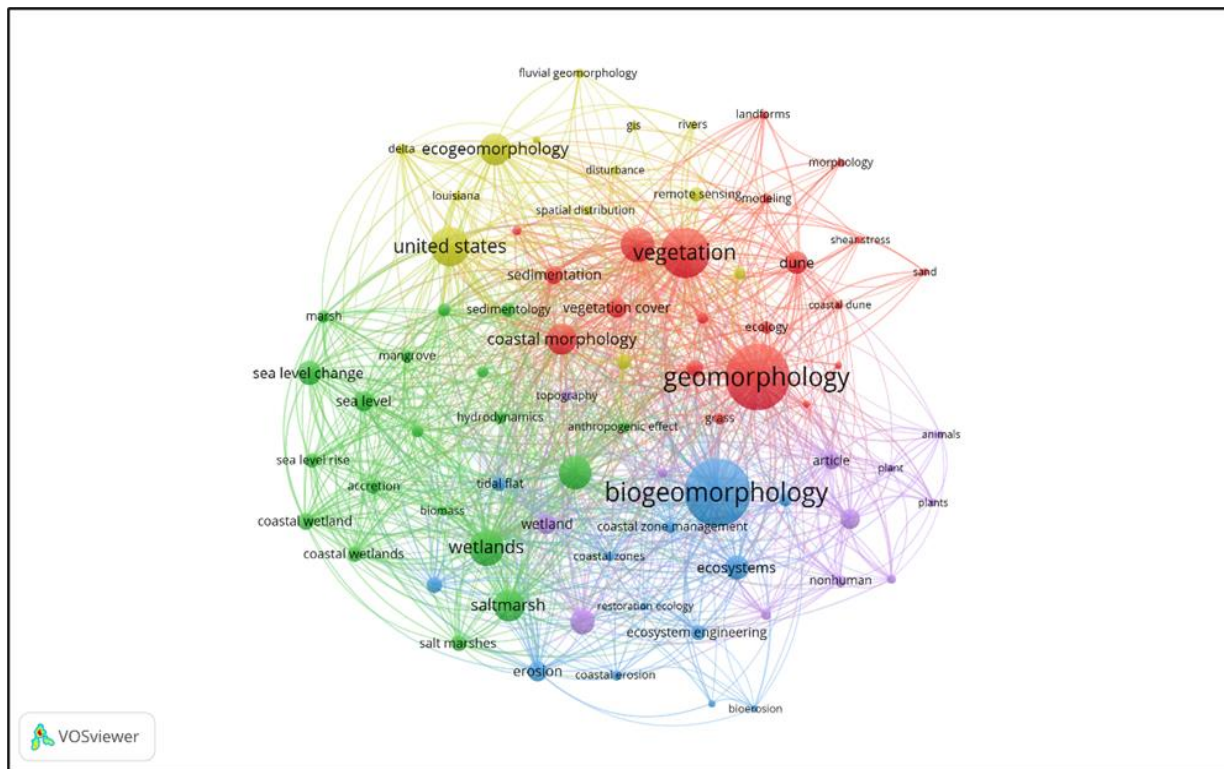 fluvial geomorphology
landforms
gis
rivers
delta
ecogeomorphology
morphology
disturbance
louisiana
remote sensing
modeling
spatial distribution
united states
vegetation
shear stress
dune
sand
sedimentation
marsh
sedimentology
vegetation cover
coastal dune
ecology
coastal morphology
mangrove
sea level change
geomorphology
topography
sea level
hydrodynamics
anthropogenic effect
grass
animals
sea level rise
article
plant
tidal flat
accretion
biogeomorphology
plants
biomass
coastal wetland
wetland
coastal zone management
wetlands
coastal wetlands
coastal zones
ecosystems
nonhuman
saltmarsh
restoration ecology
ecosystem engineering
salt marshes
erosion
coastal erosion
bioerosion
VOSviewer